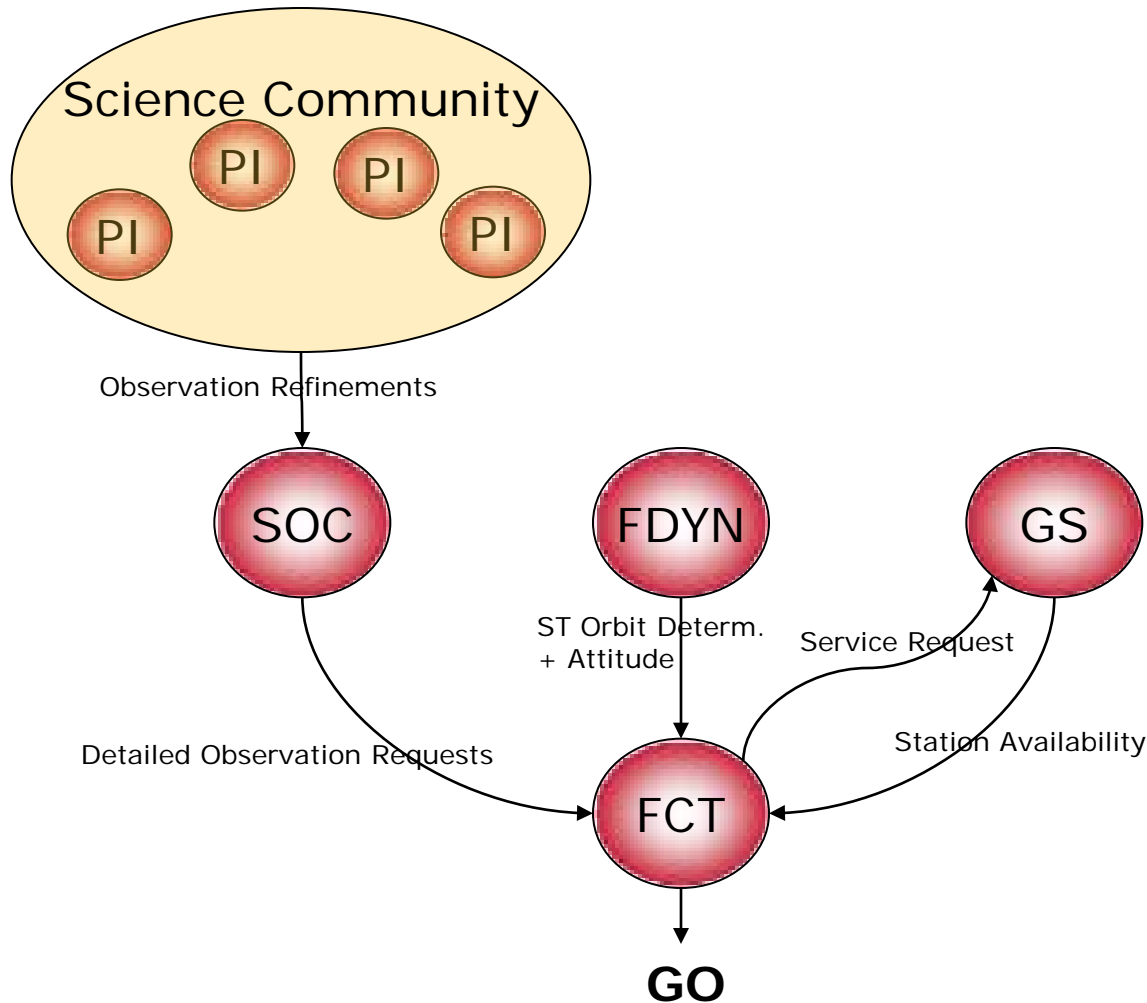 Science Community
PI
PI
PI
PI
Observation Refinements
SOC
FDYN
GS
ST Orbit Determ.
+ Attitude
Service Request
Detailed Observation Requests
Station Availability
FCT
GO